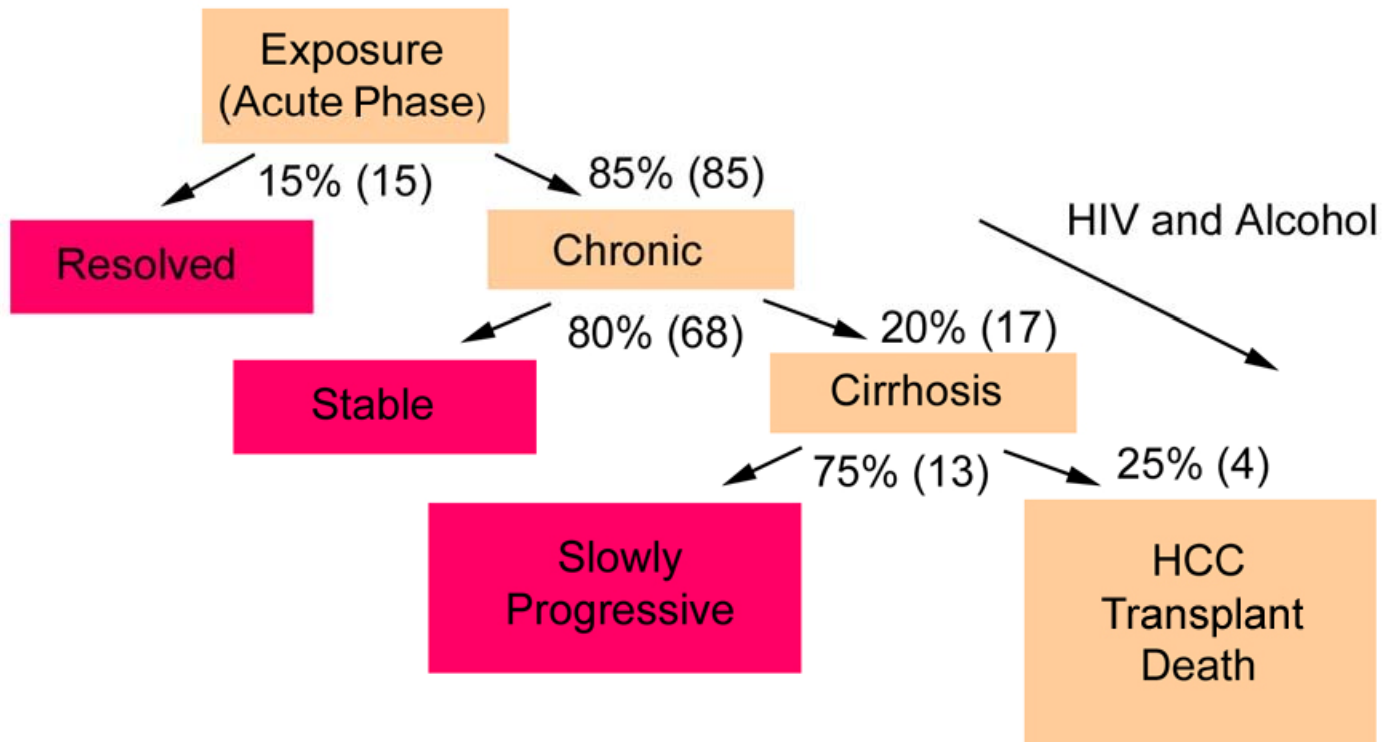 Exposure
(Acute Phase)
15% (15)
85% (85)
HIV and Alcohol
Resolved
Chronic
80% (68)
20% (17)
Stable
Cirrhosis
75% (13)
25% (4)
Slowly
Progressive
HCC
Transplant
Death